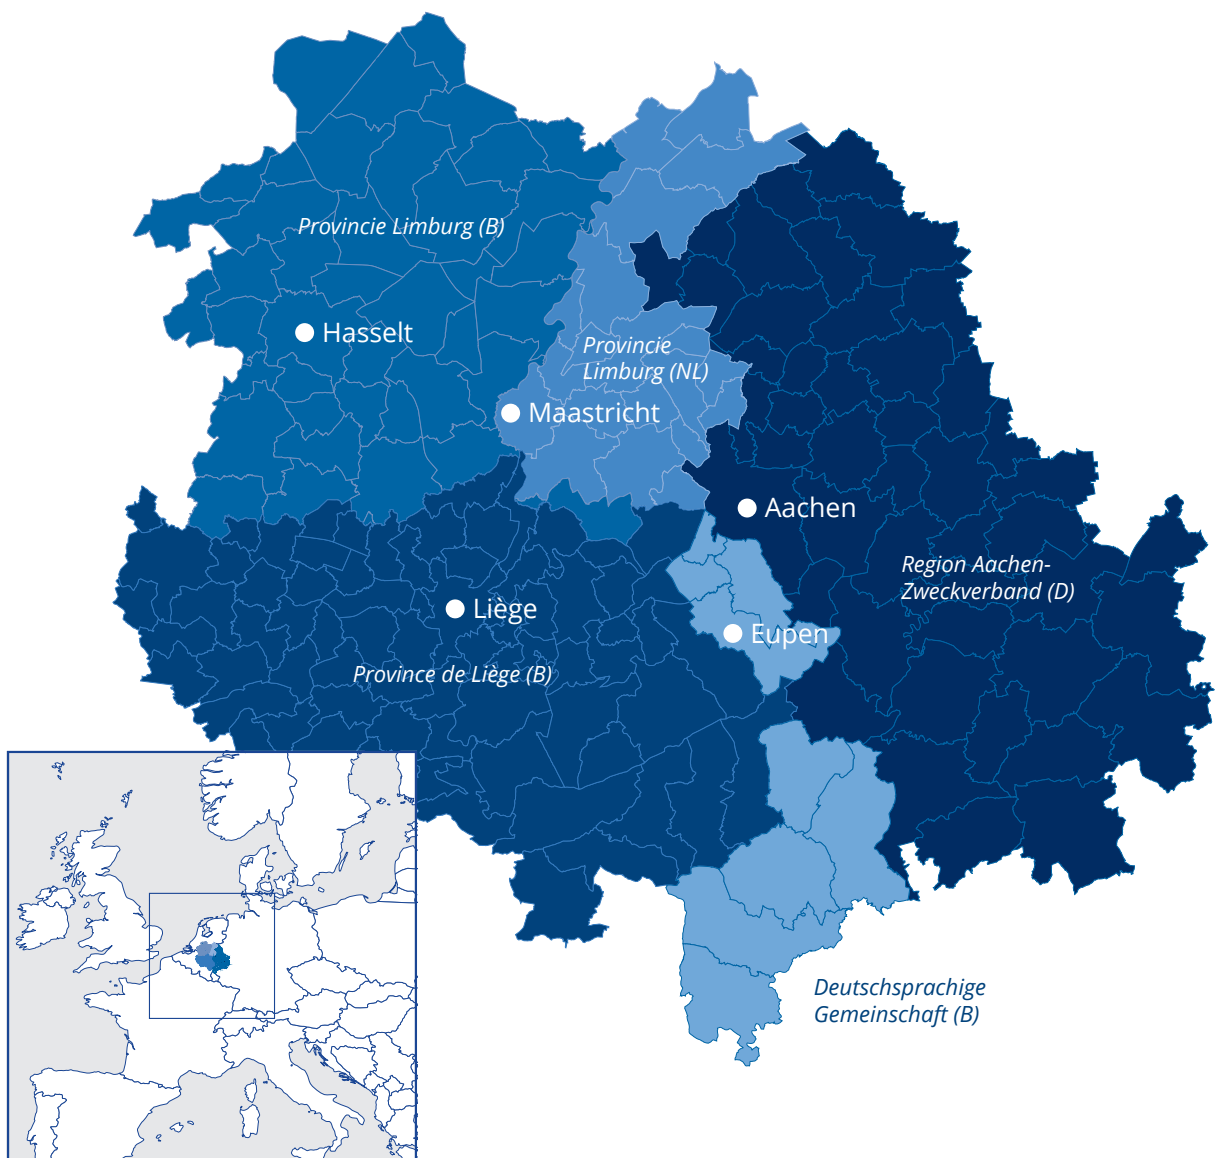 Provincie Limburg (B)
Hasselt
Provincie
Limburg (NL)
Maastricht
Aachen
Region Aachen-
Zweckverband (D)
Liège
Eupen
Province de Liège (B)
Deutschsprachige
Gemeinschaft (B)